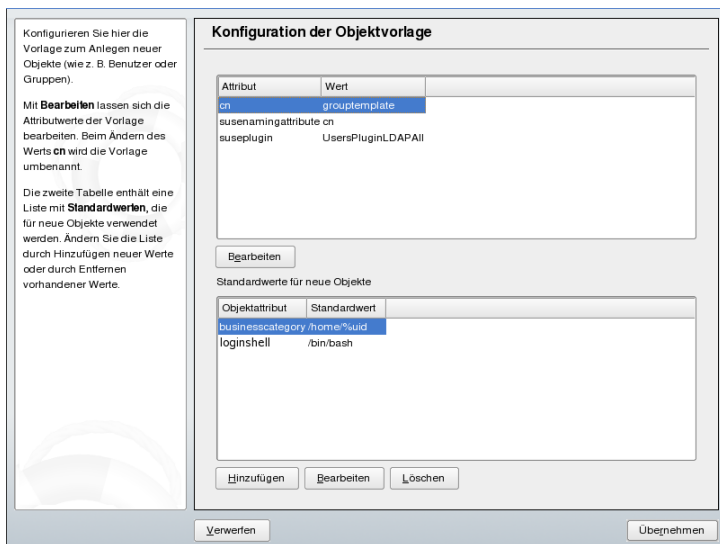 Konfigurieren Sie hier die
Vorlage zum Anlegen neuer
Objekte (wie z. B. Benutzer oder
Gruppen).
Mit Bearbeiten lassen sich die
Attributwerte der Vorlage
bearbeiten. Beim Ändern des
Werts cn wird die Vorlage
umbenannt.
Die zweite Tabelle enthält eine
Liste mit Standardwerten, die
für neue Objekte verwendet
werden. Ändern Sie die Liste
durch Hinzufügen neuer Werte
oder durch Entfernen
vorhandener Werte.
Konfiguration der Objektvorlage
Attribut Wert
cn grouptemplate
susenamingattribute cn
suseplugin UsersPluginLDAPAll
Bearbeiten
Standardwerte für neue Objekte
Objektattribut Standardwert
businesscategory /home/%uid
loginshell /bin/bash
Hinzufügen Bearbeiten Löschen
Verwerfen Übernehmen